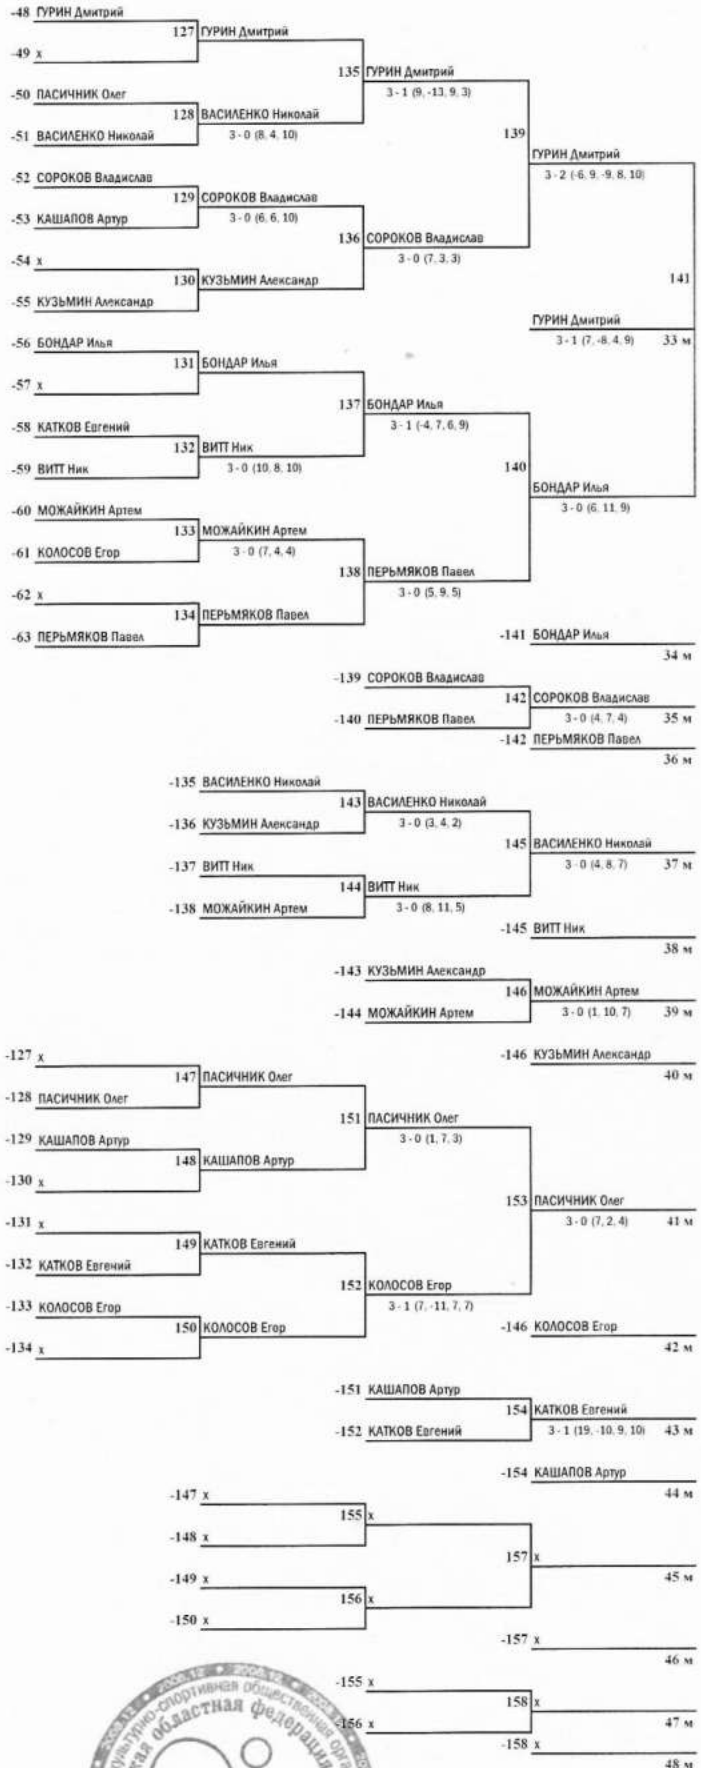 -48 ГУРИН Дмитрий
127 ГУРИН Дмитрий
-49 x
135 ГУРИН Дмитрий
3 - 1 (9, -13, 9, 3)
-50 ПАСИЧНИК Олег
128 ВАСИЛЕНКО Николай
3 - 0 (8, 4, 10)
-51 ВАСИЛЕНКО Николай
139
ГУРИН Дмитрий
3 - 2 (-6, 9, -9, 8, 10)
-52 СОРОКОВ Владислав
129 СОРОКОВ Владислав
3 - 0 (6, 6, 10)
-53 КАШАПОВ Артур
136 СОРОКОВ Владислав
3 - 0 (7, 3, 3)
-54 x
130 КУЗЬМИН Александр
-55 КУЗЬМИН Александр
141
ГУРИН Дмитрий
3 - 1 (7, -8, 4, 9) 33 м
-56 БОНДАР Илья
131 БОНДАР Илья
-57 x
137 БОНДАР Илья
3 - 1 (-4, 7, 6, 9)
-58 КАТКОВ Евгений
132 ВИТТ Ник
3 - 0 (10, 8, 10)
-59 ВИТТ Ник
140
БОНДАР Илья
3 - 0 (6, 11, 9)
-60 МОЖАЙКИН Артем
133 МОЖАЙКИН Артем
3 - 0 (7, 4, 4)
-61 КОЛОСОВ Егор
138 ПЕРЬМЯКОВ Павел
3 - 0 (5, 9, 5)
-62 x
134 ПЕРЬМЯКОВ Павел
-63 ПЕРЬМЯКОВ Павел
-141 БОНДАР Илья
34 м
-139 СОРОКОВ Владислав
142 СОРОКОВ Владислав
3 - 0 (4, 7, 4) 35 м
-140 ПЕРЬМЯКОВ Павел
-142 ПЕРЬМЯКОВ Павел
36 м
-135 ВАСИЛЕНКО Николай
143 ВАСИЛЕНКО Николай
3 - 0 (3, 4, 2)
-136 КУЗЬМИН Александр
145 ВАСИЛЕНКО Николай
3 - 0 (4, 8, 7) 37 м
-137 ВИТТ Ник
144 ВИТТ Ник
3 - 0 (8, 11, 5)
-138 МОЖАЙКИН Артем
-145 ВИТТ Ник
38 м
-143 КУЗЬМИН Александр
146 МОЖАЙКИН Артем
3 - 0 (1, 10, 7) 39 м
-144 МОЖАЙКИН Артем
-146 КУЗЬМИН Александр
40 м
-127 x
147 ПАСИЧНИК Олег
-128 ПАСИЧНИК Олег
151 ПАСИЧНИК Олег
3 - 0 (1, 7, 3)
-129 КАШАПОВ Артур
148 КАШАПОВ Артур
-130 x
153 ПАСИЧНИК Олег
3 - 0 (7, 2, 4) 41 м
-131 x
149 КАТКОВ Евгений
-132 КАТКОВ Евгений
152 КОЛОСОВ Егор
3 - 1 (7, -11, 7, 7)
-133 КОЛОСОВ Егор
150 КОЛОСОВ Егор
-134 x
-146 КОЛОСОВ Егор
42 м
-151 КАШАПОВ Артур
154 КАТКОВ Евгений
3 - 1 (19, -10, 9, 10) 43 м
-152 КАТКОВ Евгений
-154 КАШАПОВ Артур
44 м
-147 x
155 x
-148 x
157 x
45 м
-149 x
156 x
-150 x
-157 x
46 м
-155 x
158 x
47 м
-156 x
-158 x
48 м
областная федерация